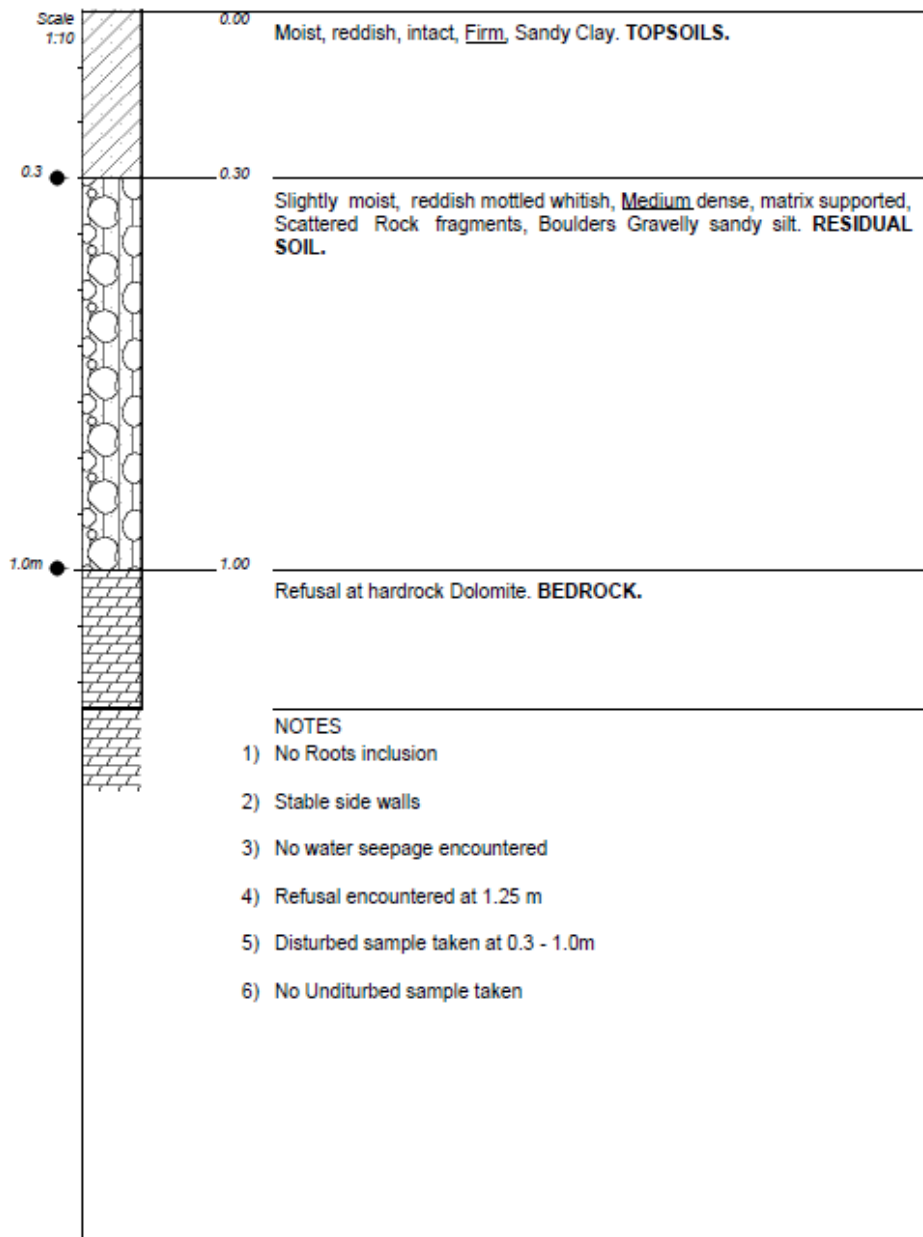 Scale
1:10
0.00
Moist, reddish, intact, Firm, Sandy Clay. TOPSOILS.
0.3
0.30
Slightly moist, reddish mottled whitish, Medium dense, matrix supported,
Scattered Rock fragments, Boulders Gravelly sandy silt. RESIDUAL
SOIL.
1.0m
1.00
Refusal at hardrock Dolomite. BEDROCK.
NOTES
1) No Roots inclusion
2) Stable side walls
3) No water seepage encountered
4) Refusal encountered at 1.25 m
5) Disturbed sample taken at 0.3 - 1.0m
6) No Unditurbed sample taken